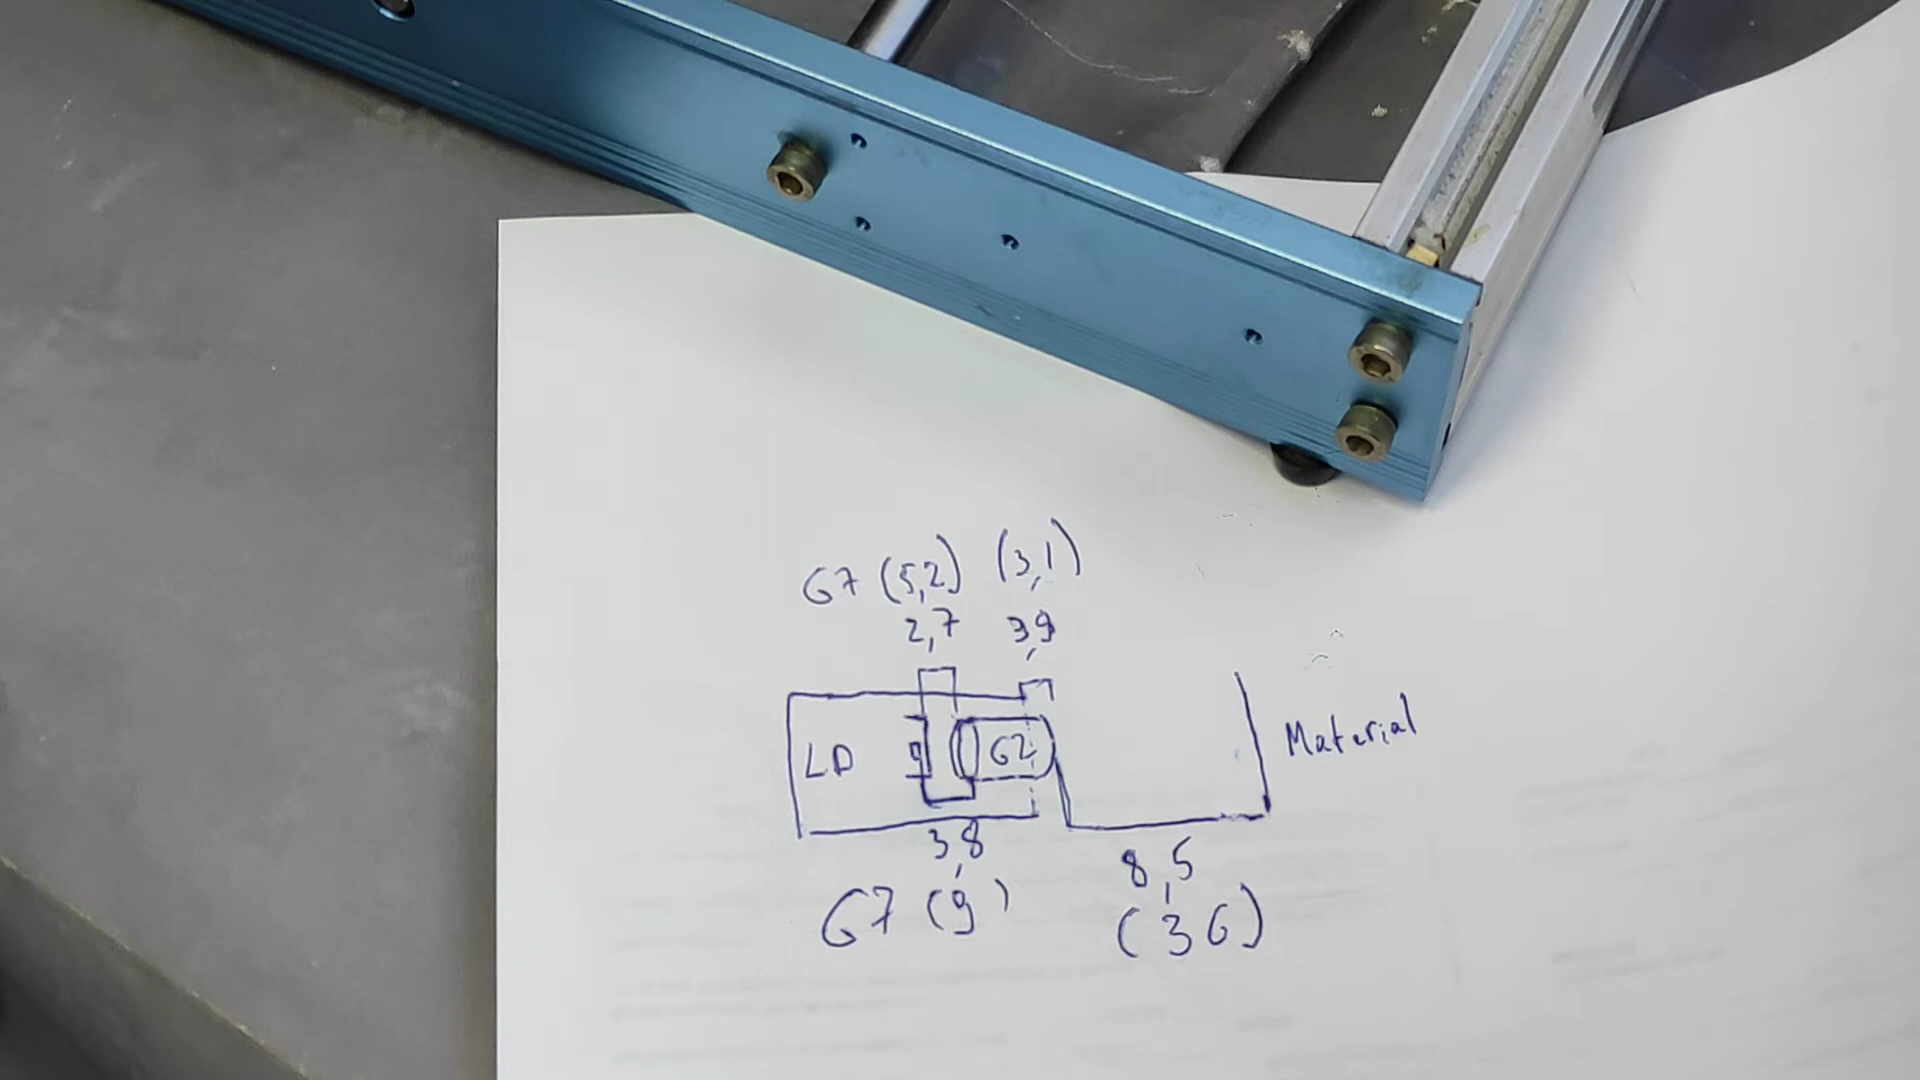 G7 (5,2) (3,1)
2,7 3,9
LD G2 Material
3,8 8,5
G7 (9) (36)